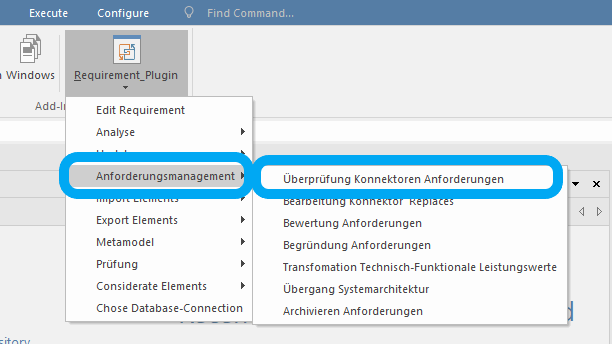 Execute Configure Find Command...
Windows Requirement_Plugin
Add-In
Edit Requirement
Analyse
Anforderungsmanagement
Überprüfung Konnektoren Anforderungen
Import Elements
Bearbeitung Konnektor Replaces
Export Elements
Bewertung Anforderungen
Metamodel
Begründung Anforderungen
Prüfung
Transfomation Technisch-Funktionale Leistungswerte
Considerate Elements
Übergang Systemarchitektur
Chose Database-Connection
Archivieren Anforderungen